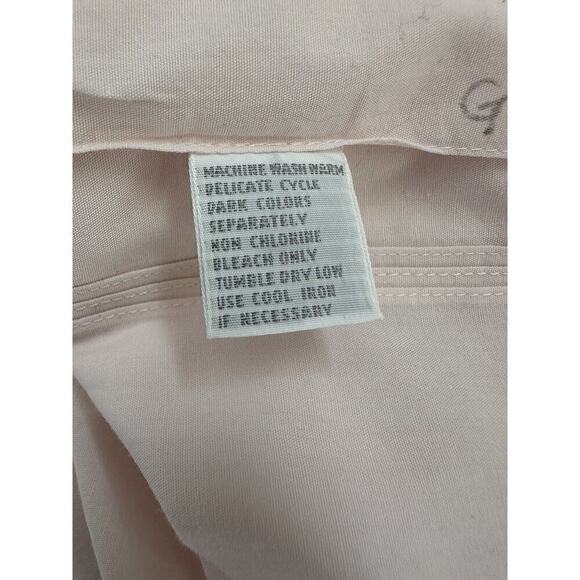 G
MACHINE WASH WARM
DELICATE CYCLE
DARK COLORS
SEPARATELY
NON CHLORINE
BLEACH ONLY
TUMBLE DRY LOW
USE COOL IRON
IF NECESSARY